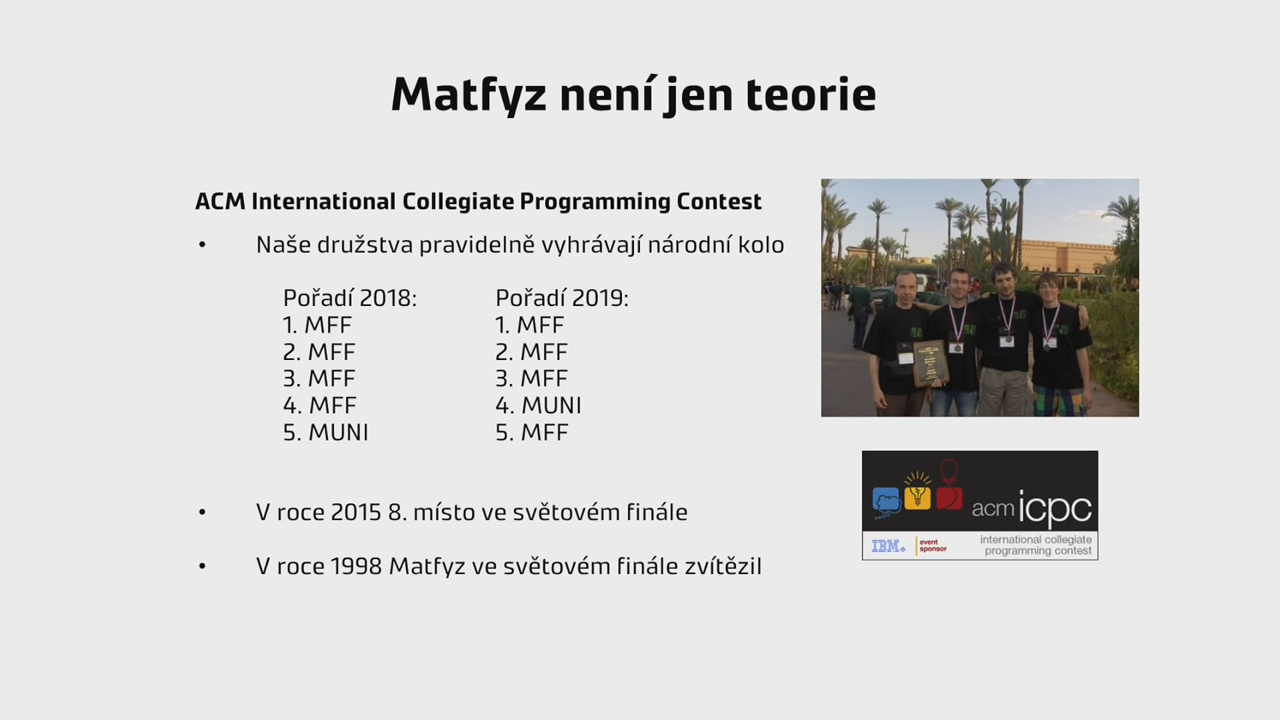 Matfyz není jen teorie
ACM International Collegiate Programming Contest
• Naše družstva pravidelně vyhrávají národní kolo
Pořadí 2018:
1. MFF
2. MFF
3. MFF
4. MFF
5. MUNI
Pořadí 2019:
1. MFF
2. MFF
3. MFF
4. MUNI
5. MFF
• V roce 2015 8. místo ve světovém finále
• V roce 1998 Matfyz ve světovém finále zvítězil
acm icpc
IBM.
event
sponsor
international collegiate
programming contest